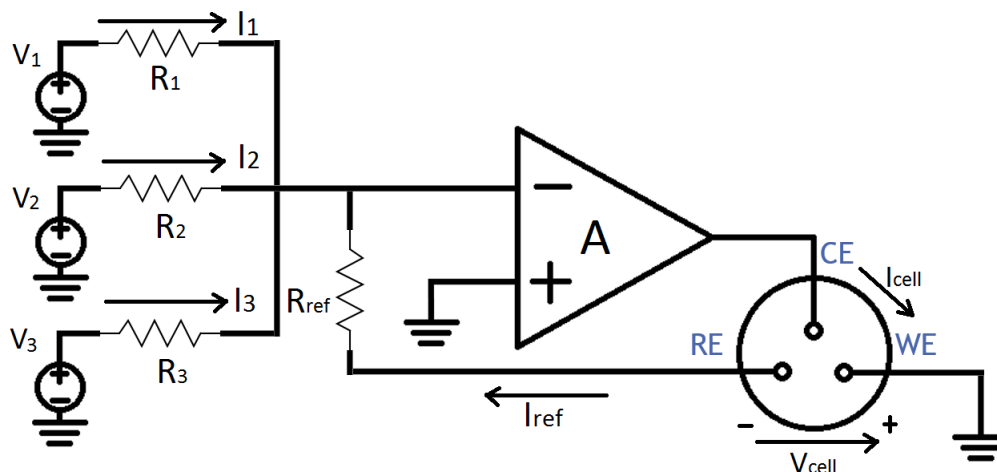 I1
V1
+
−
R1
I2
V2
+
−
R2
−
A
+
CE
Icell
I3
Rref
V3
+
−
R3
RE
WE
Iref
− +
Vcell